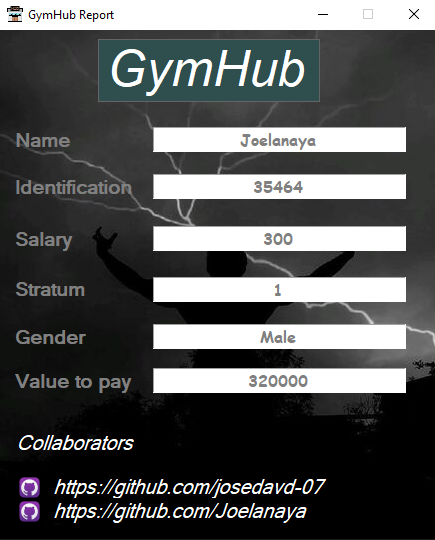 GymHub Report
GymHub
Name Joelanaya
Identification 35464
Salary 300
Stratum 1
Gender Male
Value to pay 320000
Collaborators
https://github.com/josedavd-07
https://github.com/Joelanaya